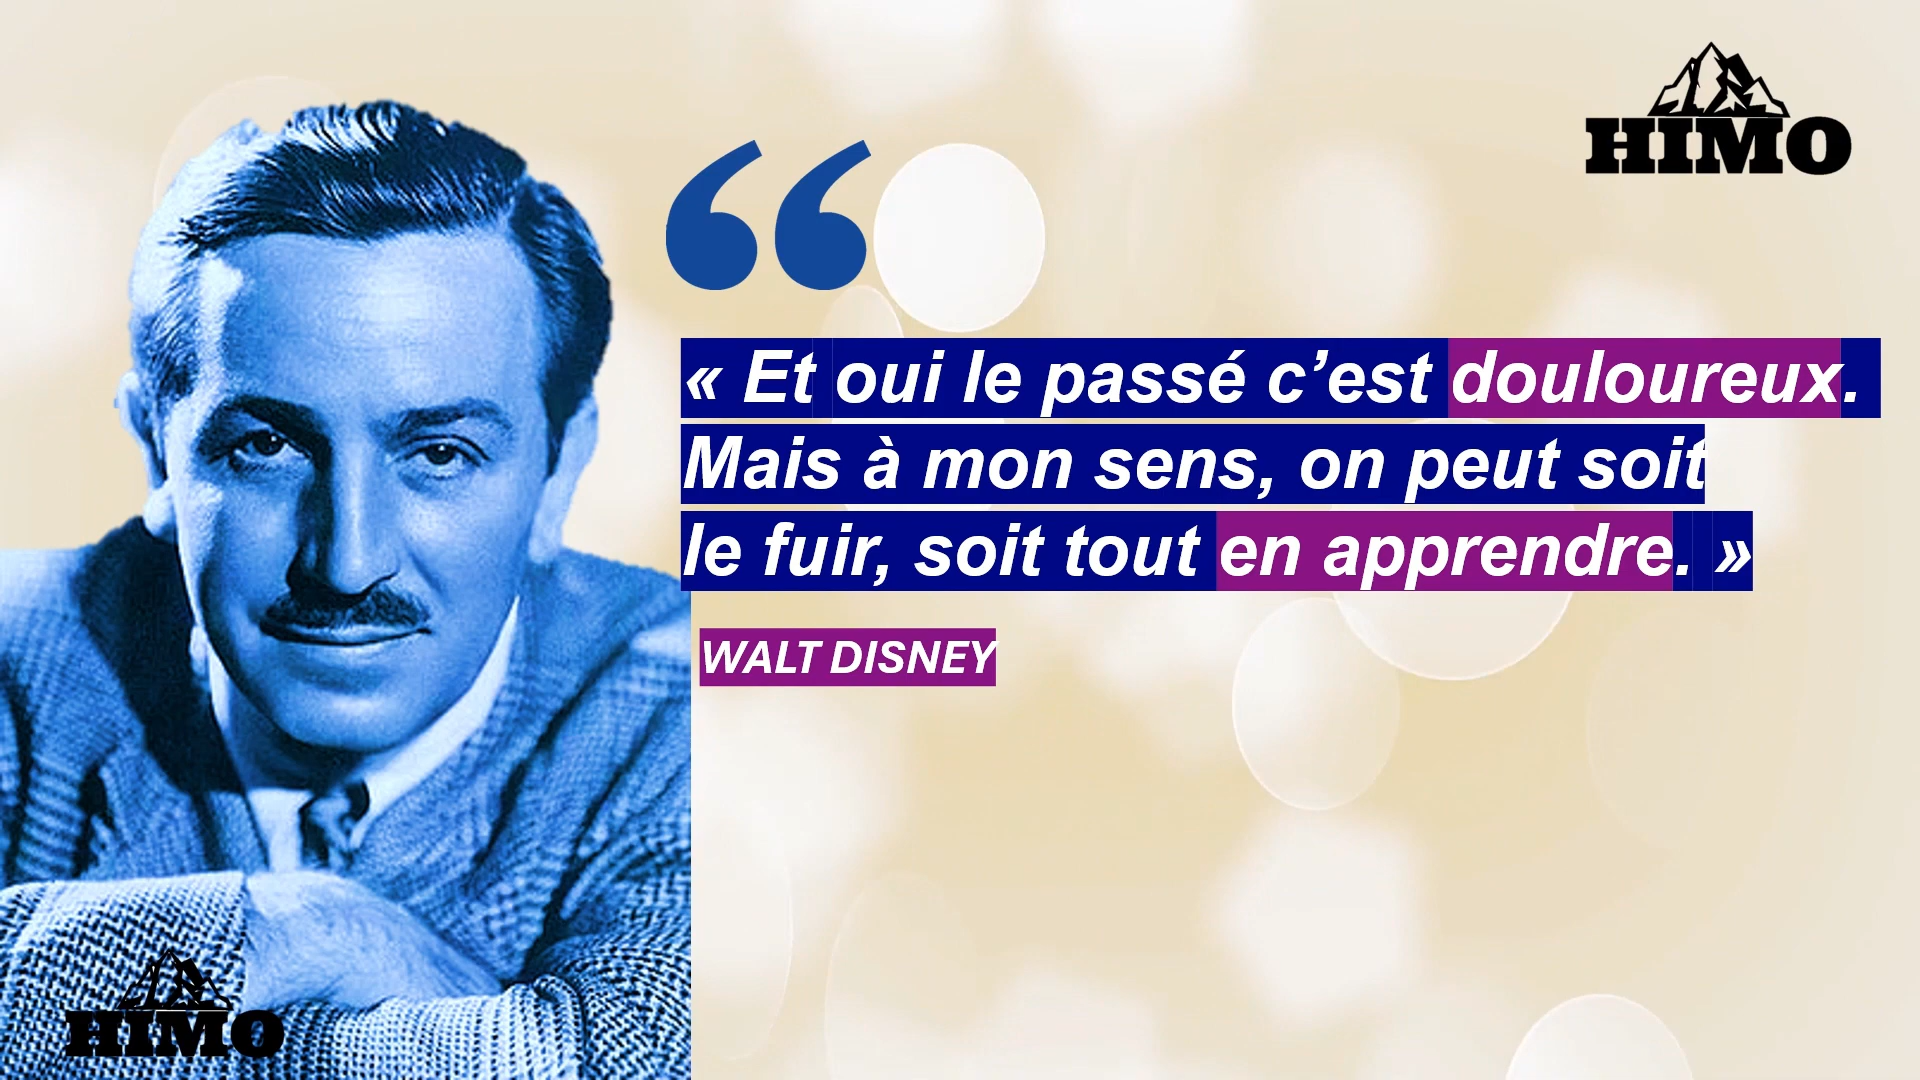 HIMO
« Et oui le passé c’est douloureux.
Mais à mon sens, on peut soit
le fuir, soit tout en apprendre. »
WALT DISNEY
HIMO